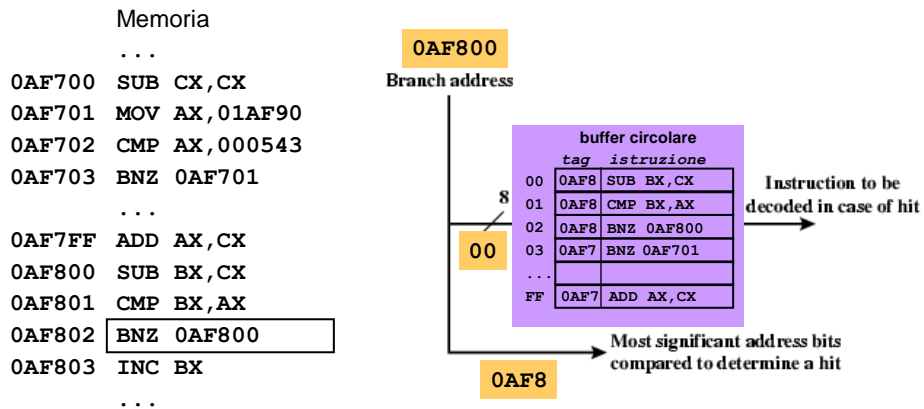 Memoria
...
0AF700 SUB CX,CX
0AF701 MOV AX,01AF90
0AF702 CMP AX,000543
0AF703 BNZ 0AF701
...
0AF7FF ADD AX,CX
0AF800 SUB BX,CX
0AF801 CMP BX,AX
0AF802 BNZ 0AF800
0AF803 INC BX
...
0AF800
Branch address
8
00
0AF8
buffer circolare
tag istruzione
00 0AF8 SUB BX,CX
01 0AF8 CMP BX,AX
02 0AF8 BNZ 0AF800
03 0AF7 BNZ 0AF701
...
FF 0AF7 ADD AX,CX
Instruction to be
decoded in case of hit
Most significant address bits
compared to determine a hit